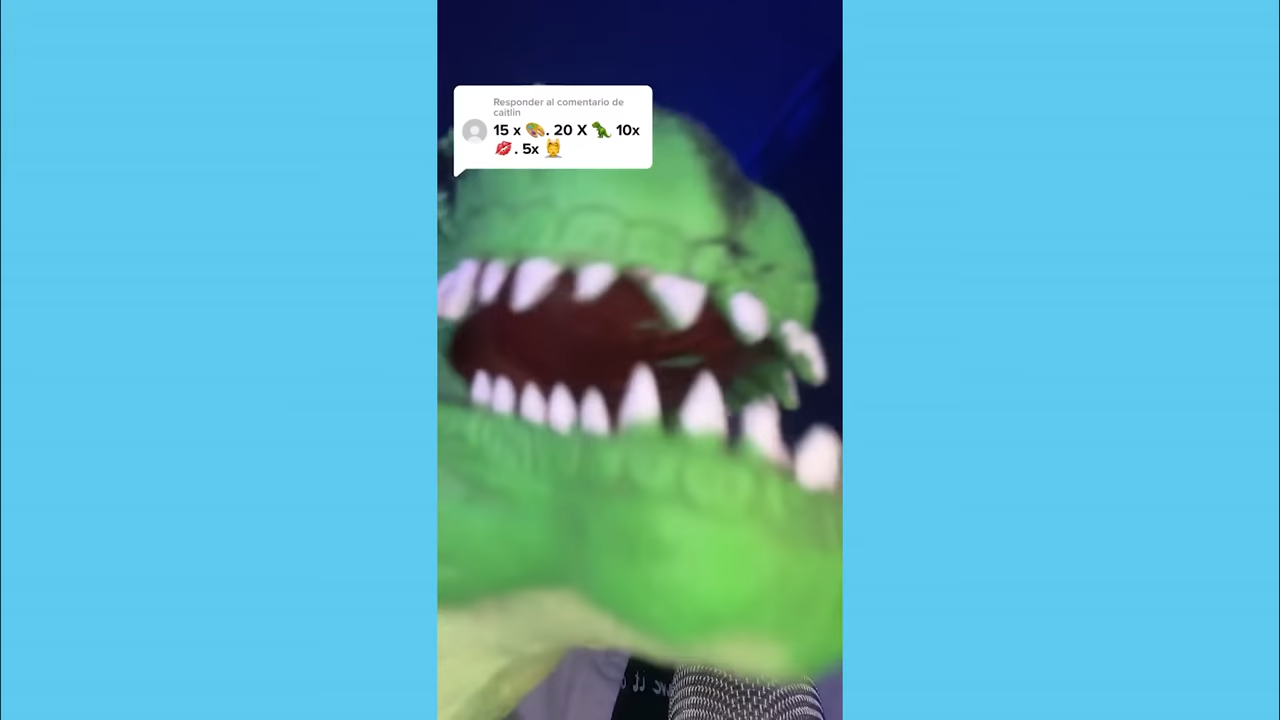 Responder al comentario de
caitlin
15 x 🎨. 20 X 🦖 10x
💋 . 5x 💆